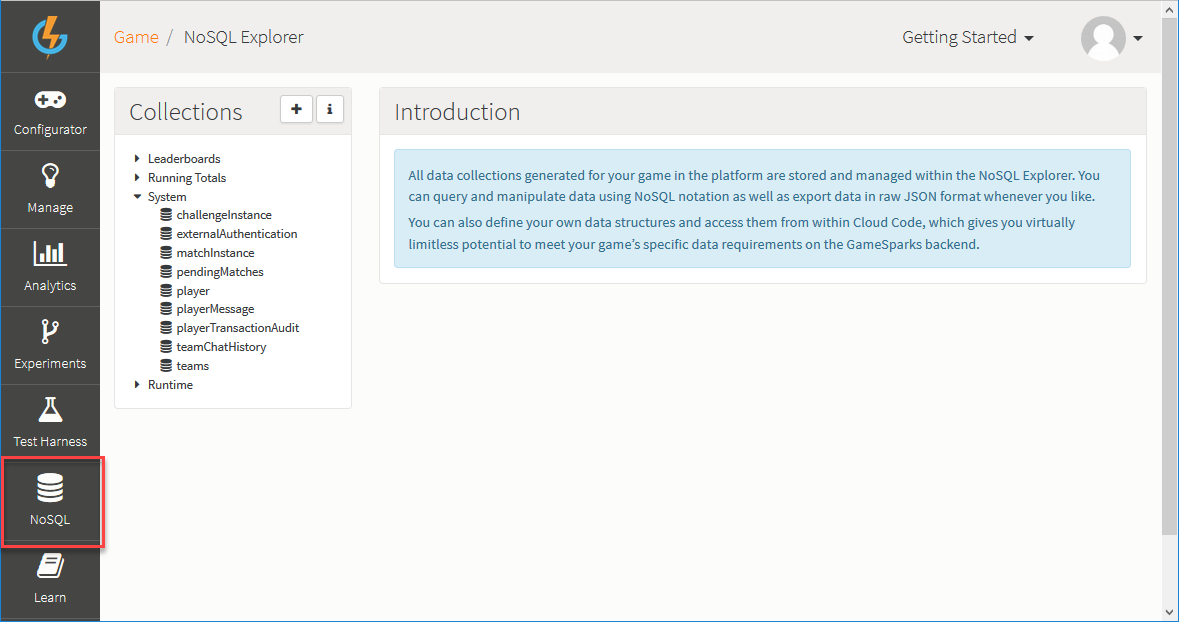 Game / NoSQL Explorer
Getting Started
Configurator
Manage
Analytics
Experiments
Test Harness
NoSQL
Learn
Collections
+ i
Leaderboards
Running Totals
System
challengeInstance
externalAuthentication
matchInstance
pendingMatches
player
playerMessage
playerTransactionAudit
teamChatHistory
teams
Runtime
Introduction
All data collections generated for your game in the platform are stored and managed within the NoSQL Explorer. You
can query and manipulate data using NoSQL notation as well as export data in raw JSON format whenever you like.
You can also define your own data structures and access them from within Cloud Code, which gives you virtually
limitless potential to meet your game’s specific data requirements on the GameSparks backend.